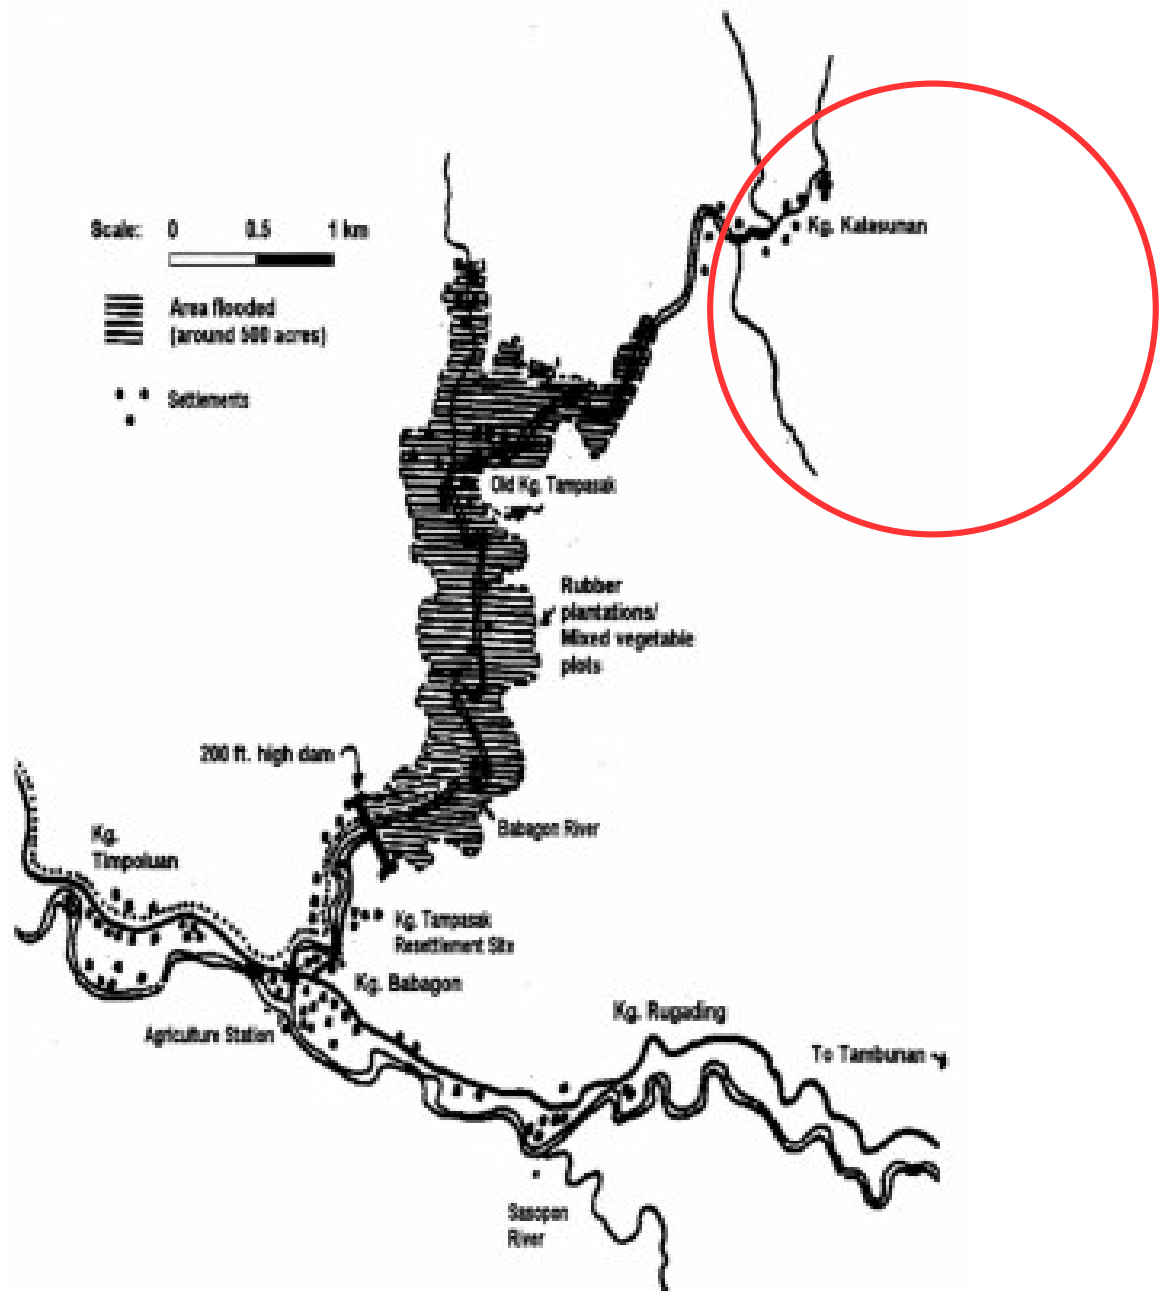 Scale: 0 0.5 1 km
Kg. Kalasunan
Area flooded
(around 500 acres)
Settlements
Old Kg. Tampasak
Rubber
plantations/
Mixed vegetable
plots
200 ft. high dam
Babagon River
Kg.
Timpoluan
Kg. Tampasak
Resettlement Site
Kg. Babagon
Kg. Rugading
Agriculture Station
To Tambunan
Sasopon
River